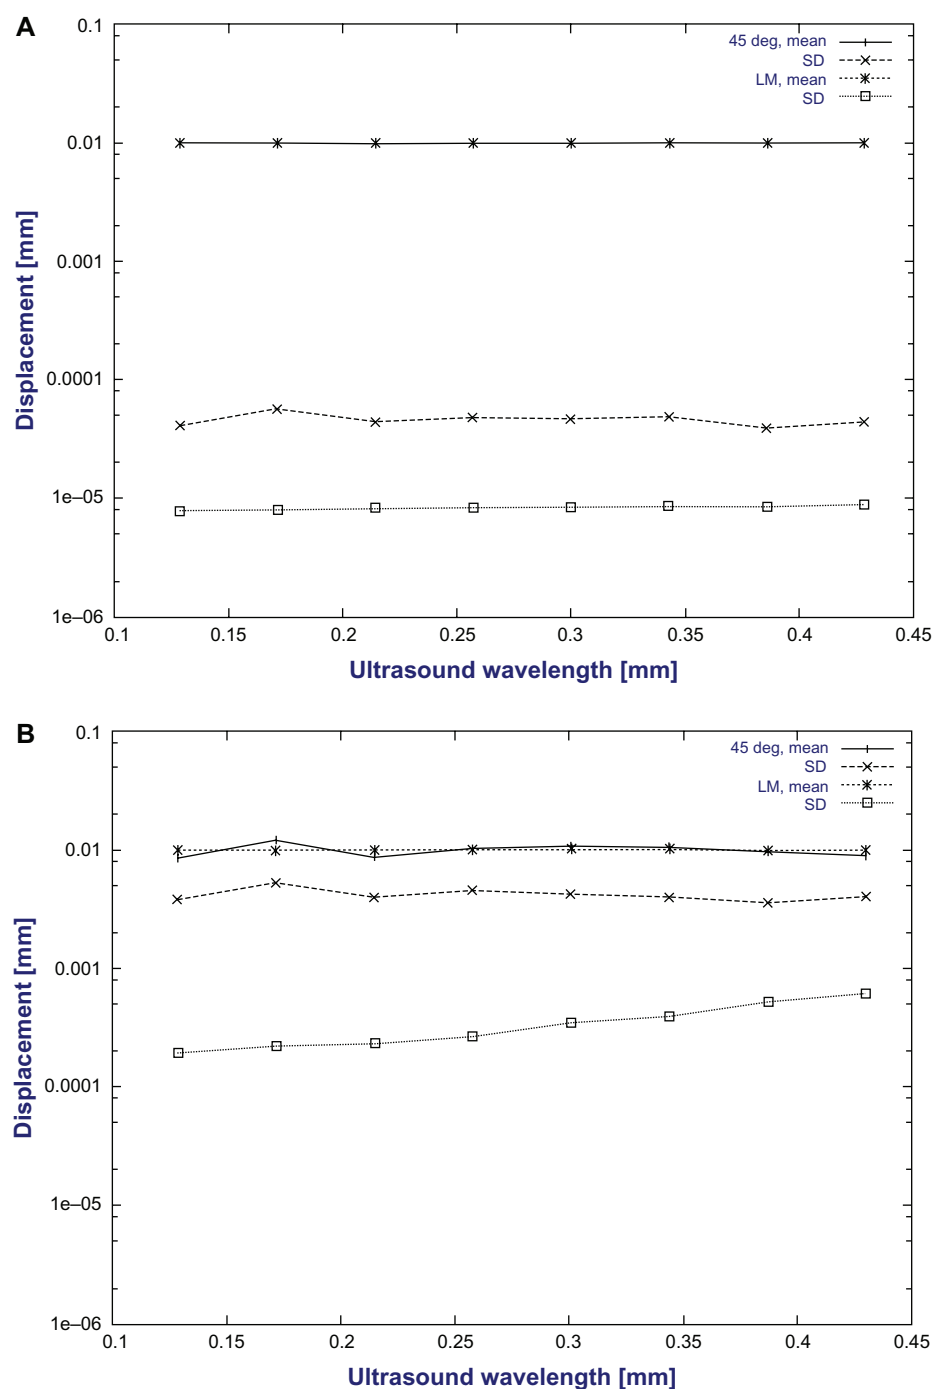 A
0.1
0.01
0.001
0.0001
1e–05
1e–06
Displacement [mm]
45 deg, mean
SD
LM, mean
SD
0.1 0.15 0.2 0.25 0.3 0.35 0.4 0.45
Ultrasound wavelength [mm]
B
0.1
0.01
0.001
0.0001
1e–05
1e–06
Displacement [mm]
45 deg, mean
SD
LM, mean
SD
0.1 0.15 0.2 0.25 0.3 0.35 0.4 0.45
Ultrasound wavelength [mm]